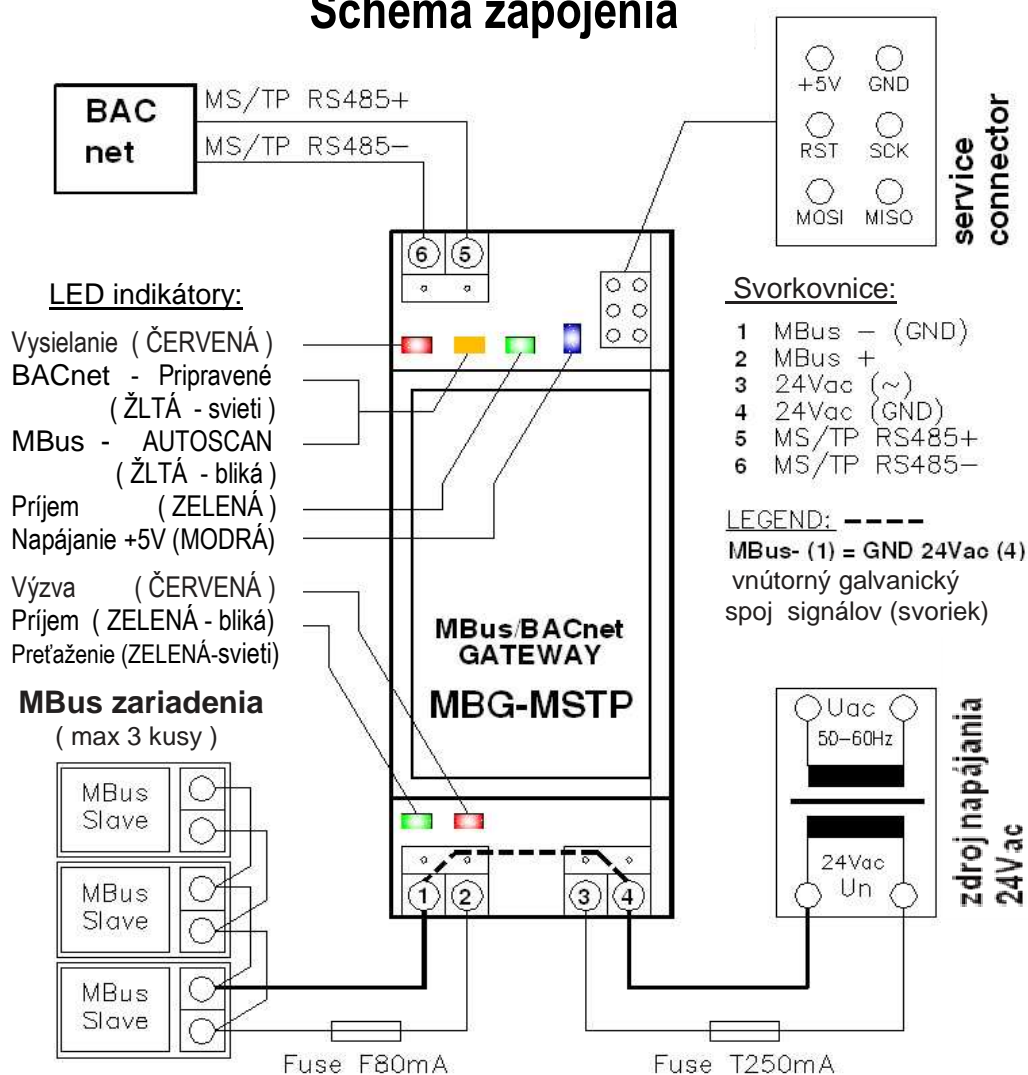 Schéma zapojenia
BAC
net
MS/TP RS485+
MS/TP RS485-
+5V GND
RST SCK
MOSI MISO
service
connector
6 5
LED indikátory:
Vysielanie ( ČERVENÁ )
BACnet - Pripravené
( ŽLTÁ - svieti )
MBus - AUTOSCAN
( ŽLTÁ - bliká )
Príjem ( ZELENÁ )
Napájanie +5V (MODRÁ)
Výzva ( ČERVENÁ )
Príjem ( ZELENÁ - bliká)
Preťaženie (ZELENÁ-svieti)
Svorkovnice:
1 MBus - (GND)
2 MBus +
3 24Vac (~)
4 24Vac (GND)
5 MS/TP RS485+
6 MS/TP RS485-
LEGEND:
MBus- (1) = GND 24Vac (4)
vnútorný galvanický
spoj signálov (svoriek)
MBus/BACnet
GATEWAY
MBG-MSTP
MBus zariadenia
( max 3 kusy )
MBus
Slave
MBus
Slave
MBus
Slave
1 2 3 4
Uac
50-60Hz
24Vac
Un
zdroj napájania
24Vac
Fuse F80mA
Fuse T250mA